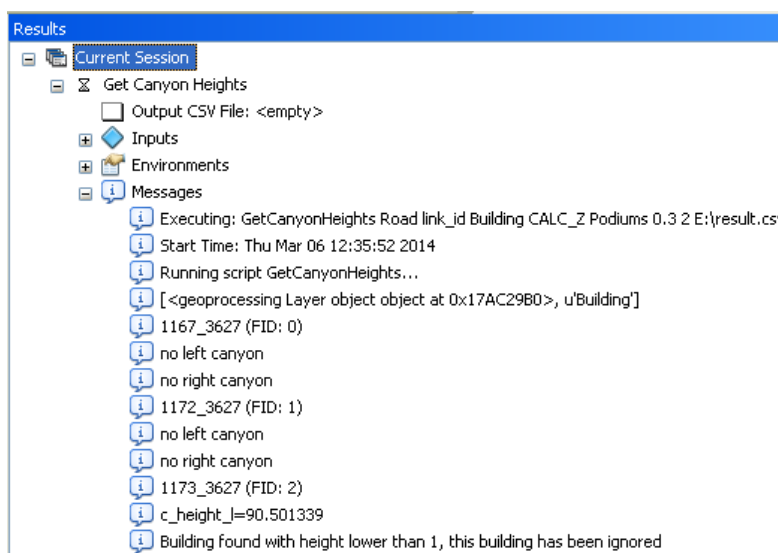 Results
Current Session
Get Canyon Heights
Output CSV File: <empty>
Inputs
Environments
Messages
Executing: GetCanyonHeights Road link_id Building CALC_Z Podiums 0.3 2 E:\result.cs
Start Time: Thu Mar 06 12:35:52 2014
Running script GetCanyonHeights...
[<geoprocessing Layer object object at 0x17AC29B0>, u'Building']
1167_3627 (FID: 0)
no left canyon
no right canyon
1172_3627 (FID: 1)
no left canyon
no right canyon
1173_3627 (FID: 2)
c_height_l=90.501339
Building found with height lower than 1, this building has been ignored